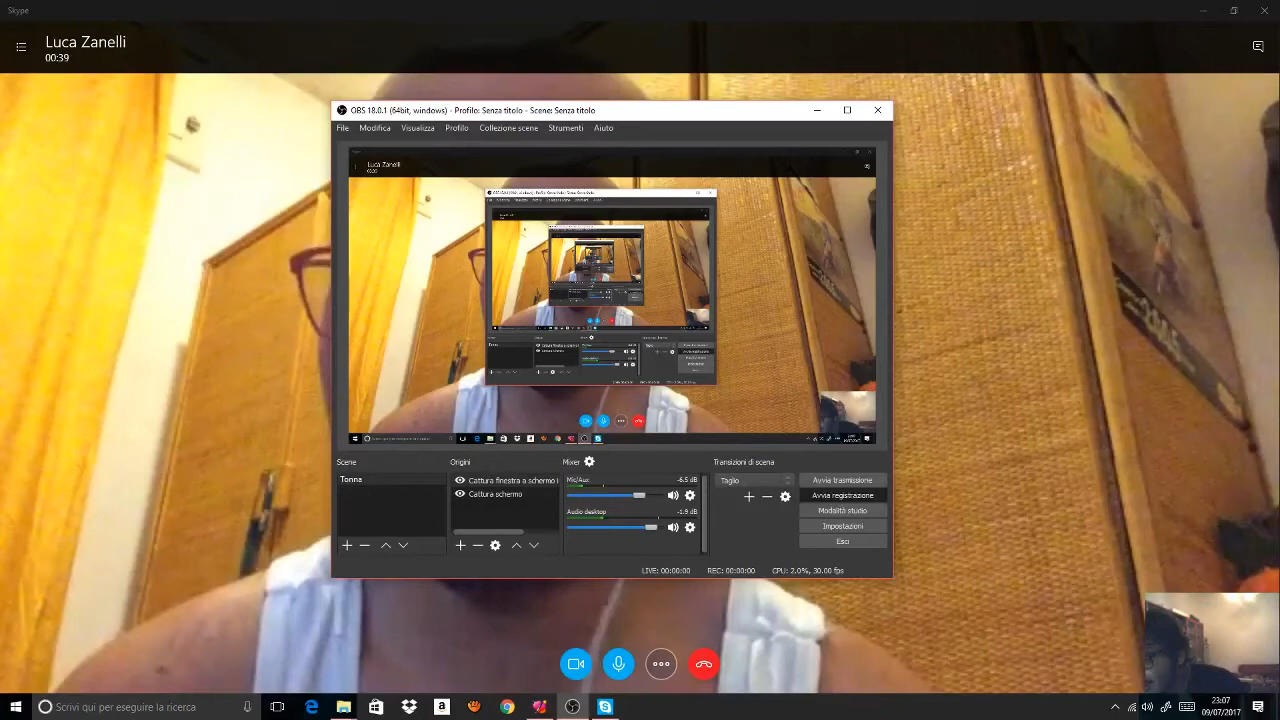 Skype
Luca Zanelli
00:39
OBS 18.0.1 (64bit, windows) - Profilo: Senza titolo - Scene: Senza titolo
File Modifica Visualizza Profilo Collezione scene Strumenti Aiuto
Luca Zanelli
Scene Origini Mixer Transizioni di scena
Tonna
Cattura finestra a schermo i
Cattura schermo
Mic/Aux -6.5 dB
Audio desktop -1.9 dB
Taglio
Avvia trasmissione
Avvia registrazione
Modalità studio
Impostazioni
Esci
LIVE: 00:00:00 REC: 00:00:00 CPU: 2.0%, 30.00 fps
Scrivi qui per eseguire la ricerca
23:07
09/07/2017